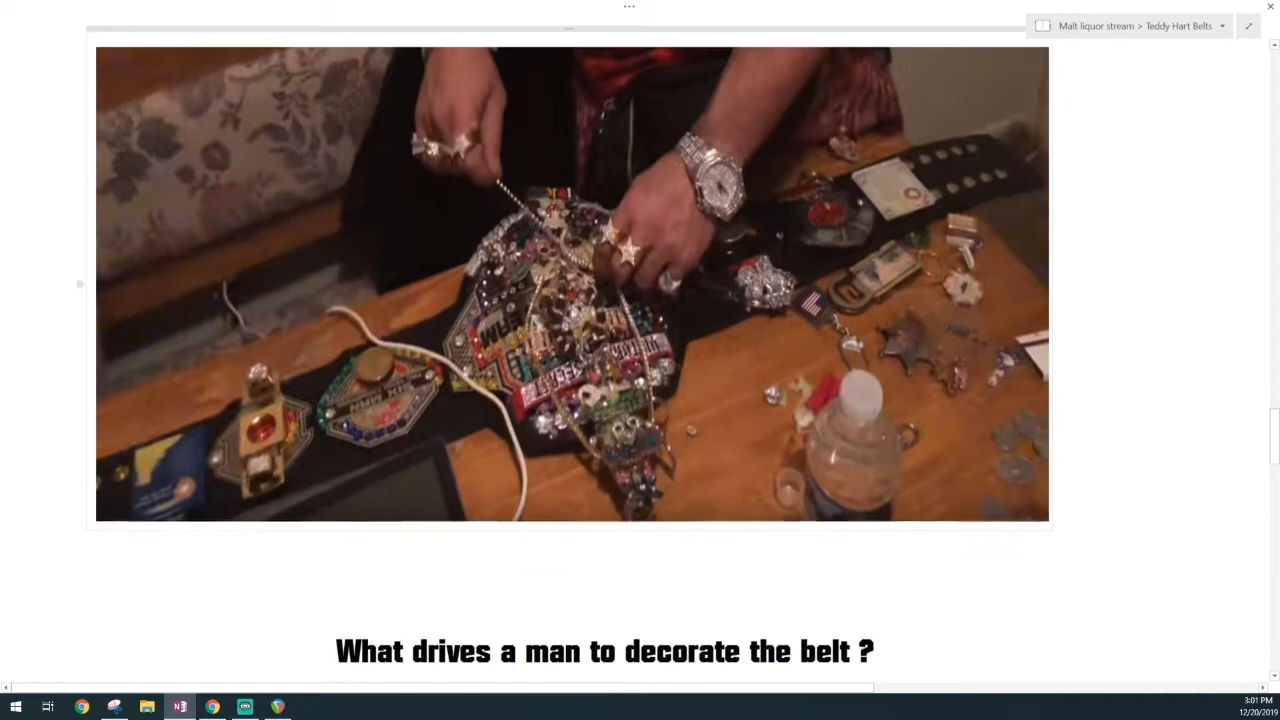 Malt liquor stream > Teddy Hart Belts
What drives a man to decorate the belt ?
3:01 PM
12/20/2019